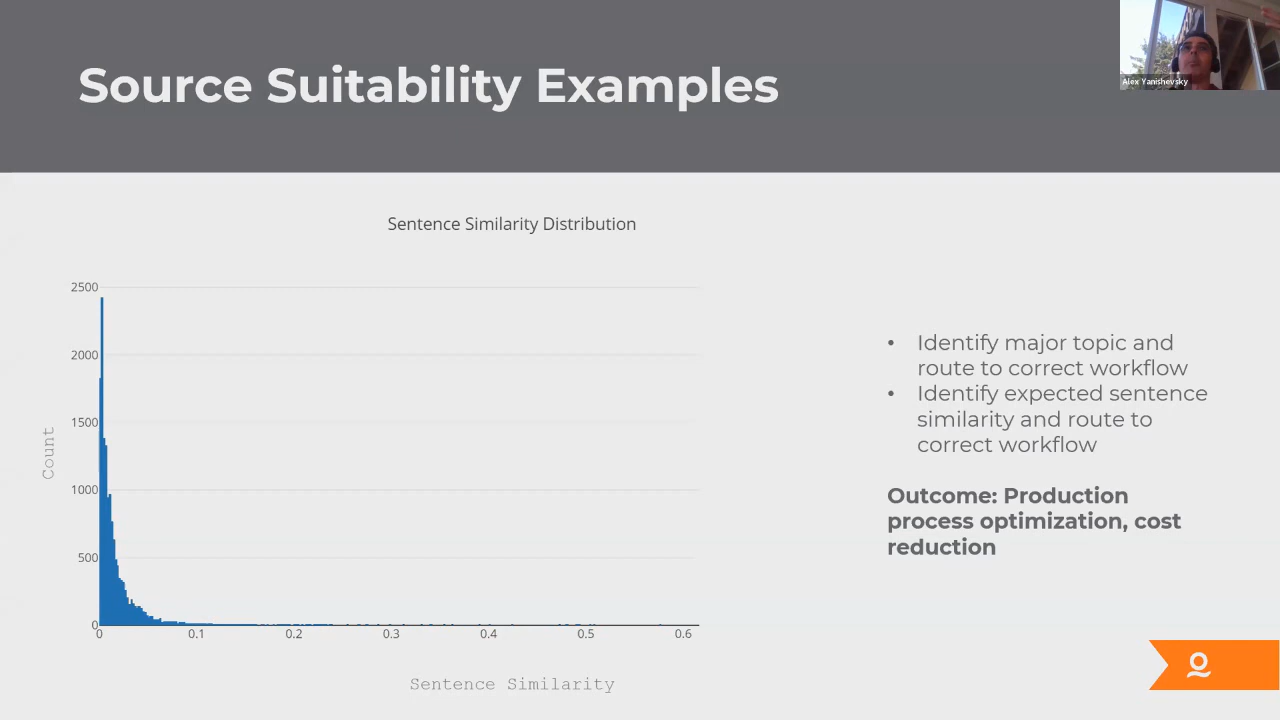 Source Suitability Examples
Alex Yanishevsky
Sentence Similarity Distribution
2500
2000
1500
1000
500
0
Count
0 0.1 0.2 0.3 0.4 0.5 0.6
Sentence Similarity
• Identify major topic and
route to correct workflow
• Identify expected sentence
similarity and route to
correct workflow
Outcome: Production
process optimization, cost
reduction